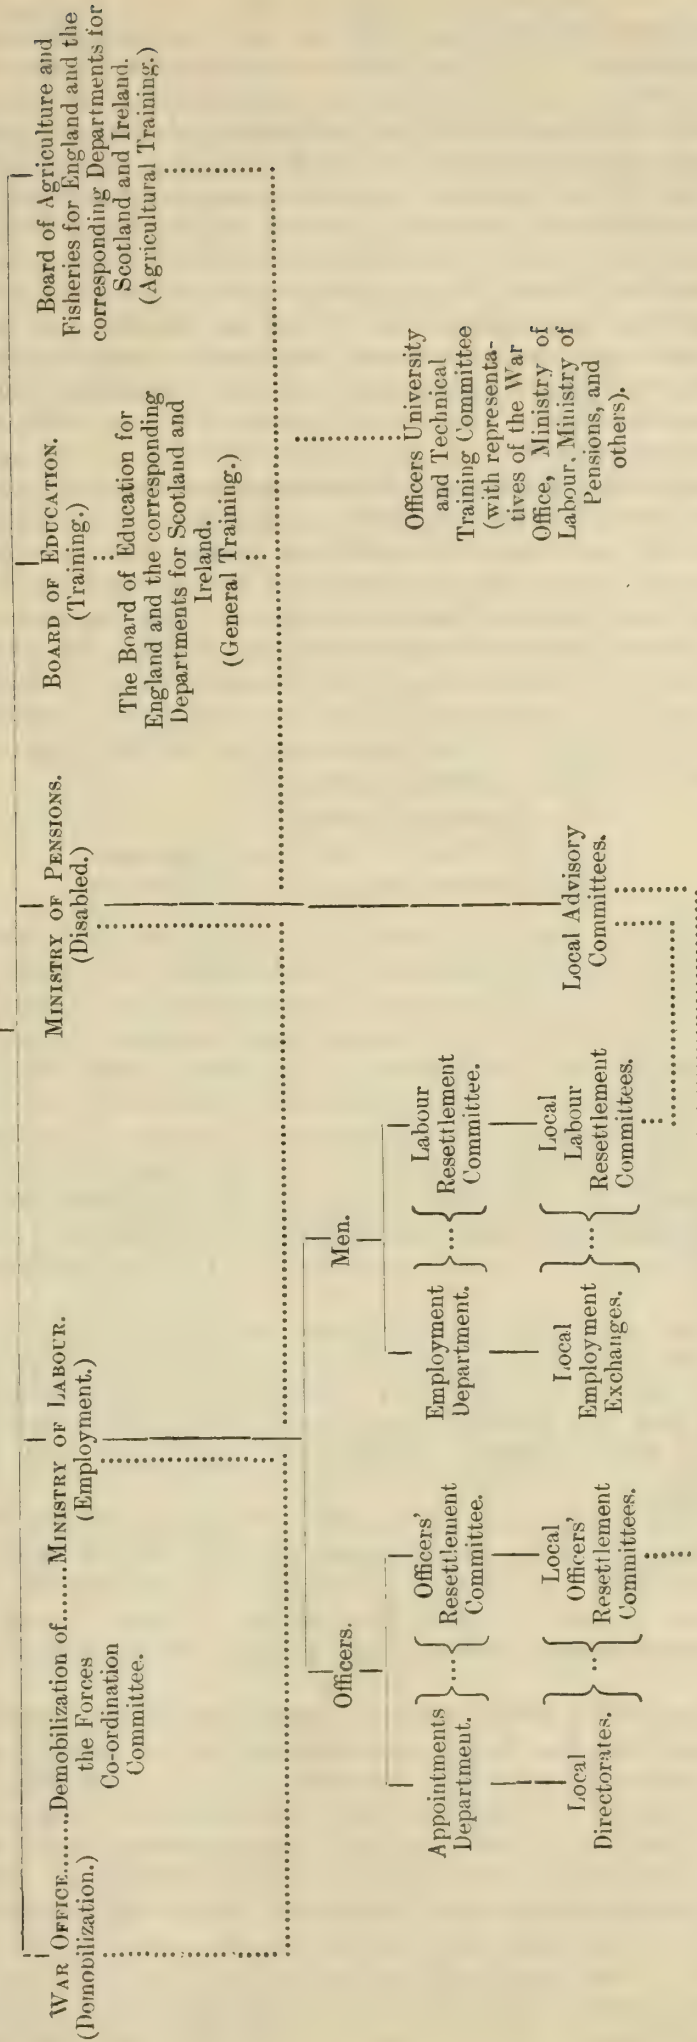 WAR OFFICE.......Demobilization of.......MINISTRY OF LABOUR.
(Demobilization.)
the Forces
Co-ordination
Committee.
(Employment.)
MINISTRY OF PENSIONS.
(Disabled.)
BOARD OF EDUCATION.
(Training.)
The Board of Education for
England and the corresponding
Departments for Scotland and
Ireland.
(General Training.)
Board of Agriculture and
Fisheries for England and the
corresponding Departments for
Scotland and Ireland.
(Agricultural Training.)
Officers.
Men.
Appointments
Department.
Officers'
Resettlement
Committee.
Employment
Department.
Labour
Resettlement
Committee.
Local
Directorates.
Local
Officers'
Resettlement
Committees.
Local
Employment
Exchanges.
Local
Labour
Resettlement
Committees.
Local Advisory
Committees.
Officers University
and Technical
Training Committee
(with representa-
tives of the War
Office, Ministry of
Labour, Ministry of
Pensions, and
others).